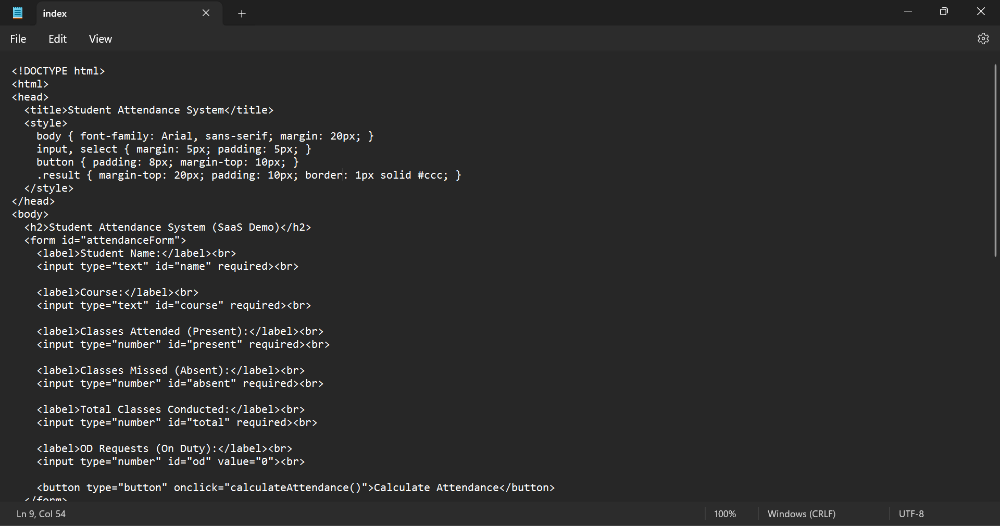 index
File Edit View
<!DOCTYPE html>
<html>
<head>
  <title>Student Attendance System</title>
  <style>
    body { font-family: Arial, sans-serif; margin: 20px; }
    input, select { margin: 5px; padding: 5px; }
    button { padding: 8px; margin-top: 10px; }
    .result { margin-top: 20px; padding: 10px; border: 1px solid #ccc; }
  </style>
</head>
<body>
  <h2>Student Attendance System (SaaS Demo)</h2>
  <form id="attendanceForm">
    <label>Student Name:</label><br>
    <input type="text" id="name" required><br>

    <label>Course:</label><br>
    <input type="text" id="course" required><br>

    <label>Classes Attended (Present):</label><br>
    <input type="number" id="present" required><br>

    <label>Classes Missed (Absent):</label><br>
    <input type="number" id="absent" required><br>

    <label>Total Classes Conducted:</label><br>
    <input type="number" id="total" required><br>

    <label>OD Requests (On Duty):</label><br>
    <input type="number" id="od" value="0"><br>

    <button type="button" onclick="calculateAttendance()">Calculate Attendance</button>
  </form>
Ln 9, Col 54 100% Windows (CRLF) UTF-8